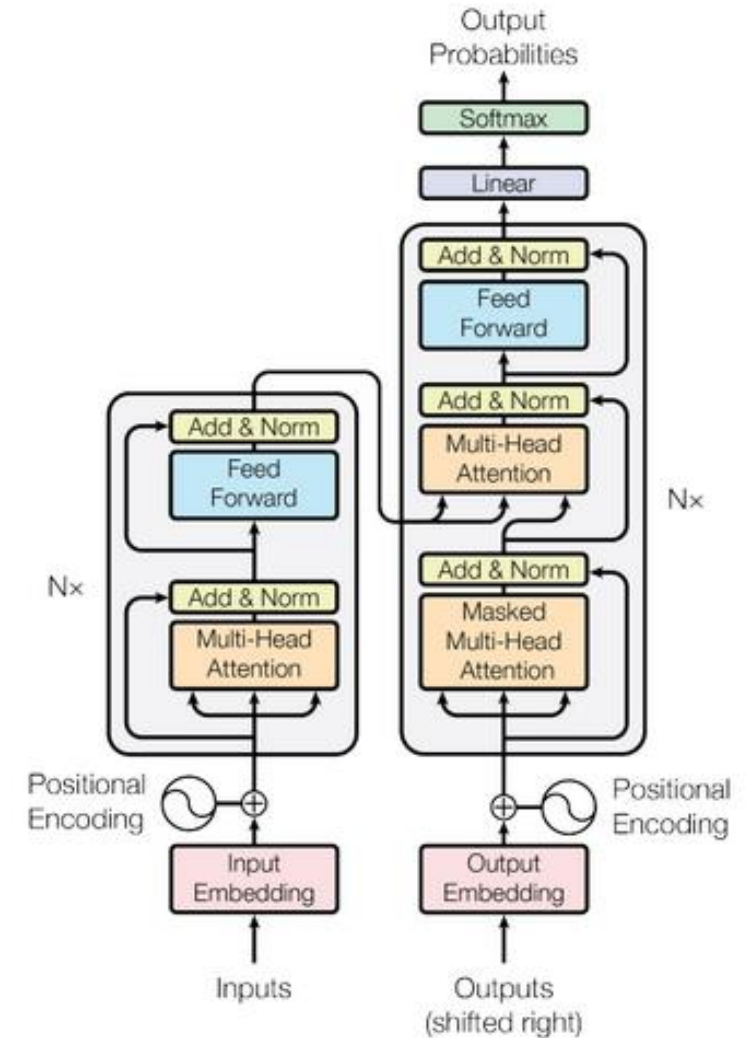 Output
Probabilities
Softmax
Linear
Add & Norm
Feed
Forward
Add & Norm
Multi-Head
Attention
Add & Norm
Masked
Multi-Head
Attention
N×
Add & Norm
Feed
Forward
Add & Norm
Multi-Head
Attention
N×
Positional
Encoding
Positional
Encoding
Input
Embedding
Output
Embedding
Inputs
Outputs
(shifted right)